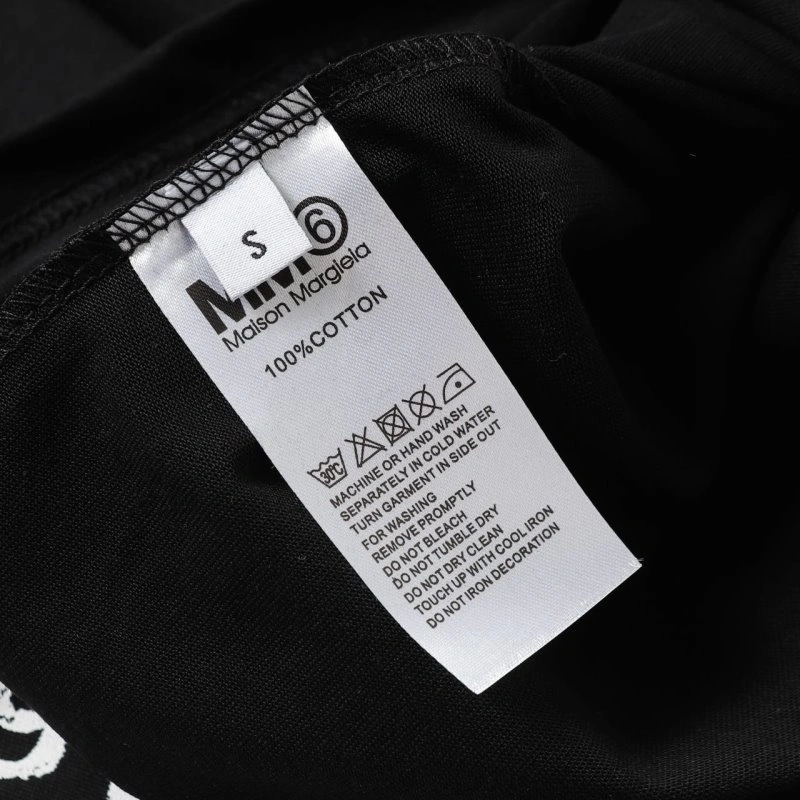 S
MM⑥
Maison Margiela
100%COTTON
30°C
MACHINE OR HAND WASH
SEPARATELY IN COLD WATER
TURN GARMENT IN SIDE OUT
FOR WASHING
REMOVE PROMPTLY
DO NOT BLEACH
DO NOT TUMBLE DRY
DO NOT DRY CLEAN
TOUCH UP WITH COOL IRON
DO NOT IRON DECORATION